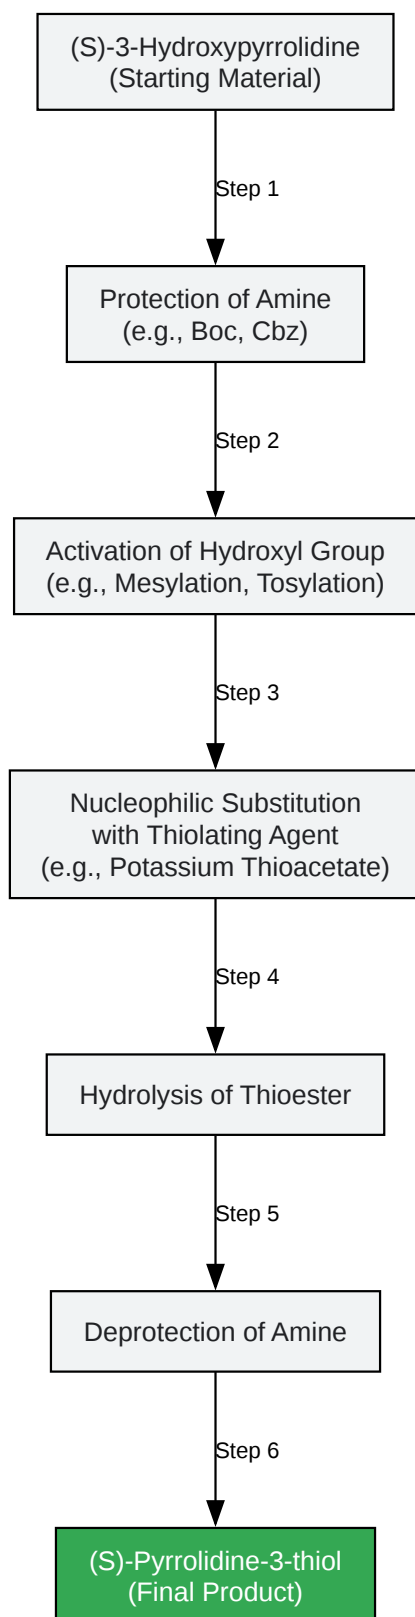 (S)-3-Hydroxypyrrolidine
(Starting Material)
Step 1
Protection of Amine
(e.g., Boc, Cbz)
Step 2
Activation of Hydroxyl Group
(e.g., Mesylation, Tosylation)
Step 3
Nucleophilic Substitution
with Thiolating Agent
(e.g., Potassium Thioacetate)
Step 4
Hydrolysis of Thioester
Step 5
Deprotection of Amine
Step 6
(S)-Pyrrolidine-3-thiol
(Final Product)